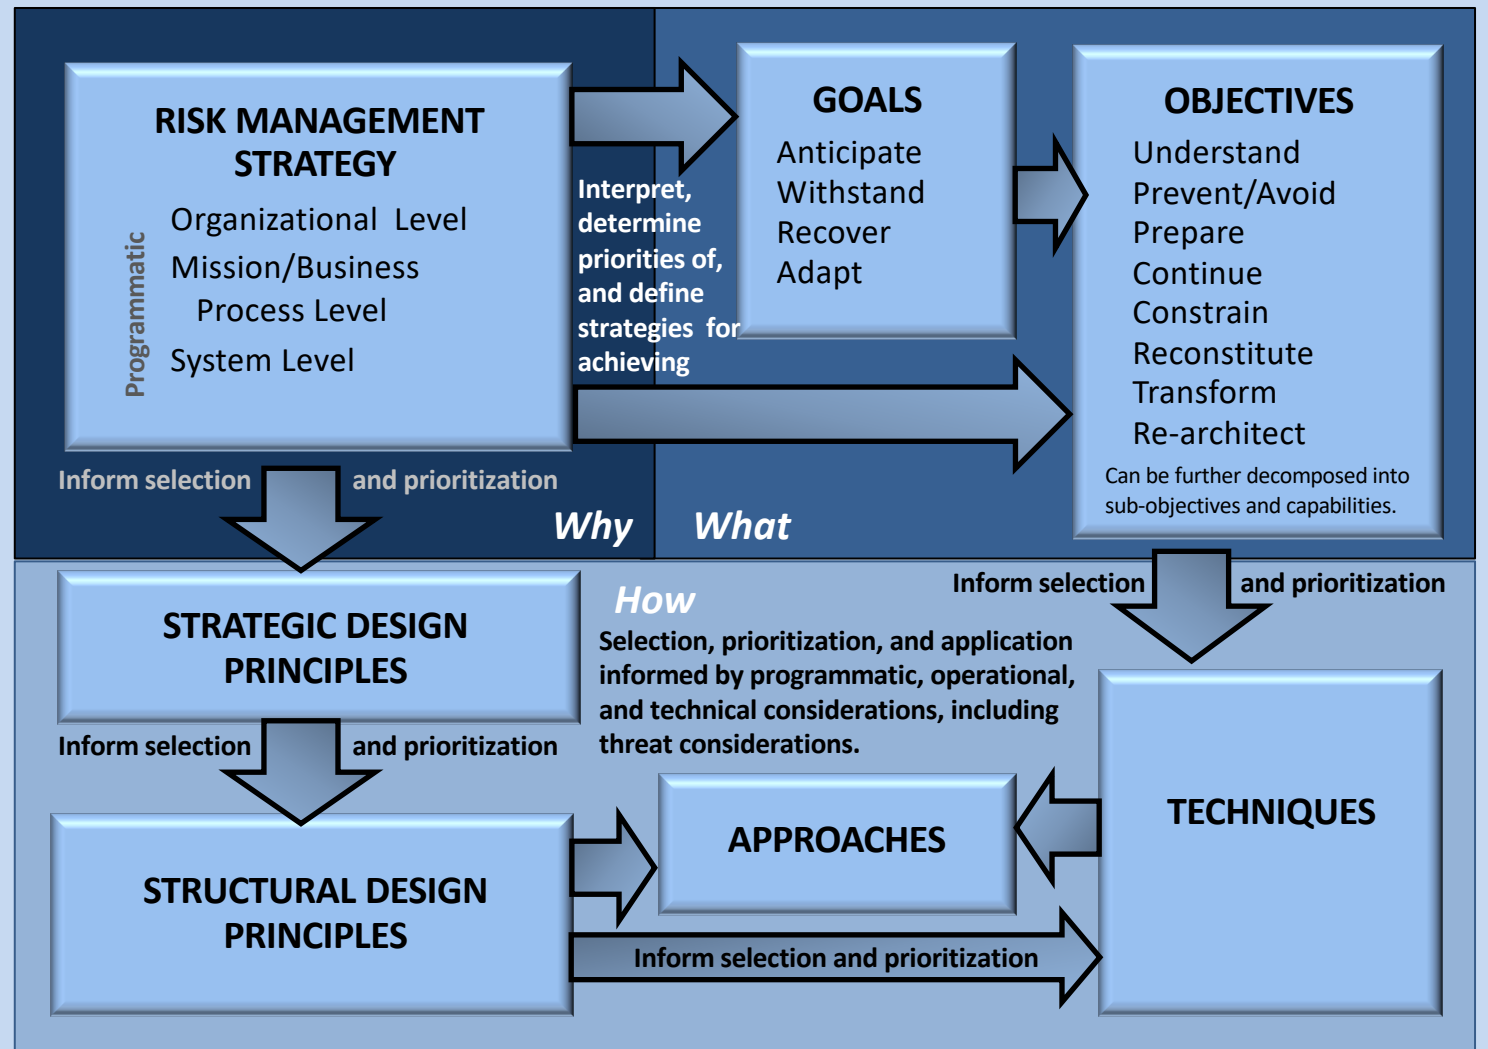 RISK MANAGEMENT
STRATEGY
Programmatic
Organizational Level
Mission/Business
Process Level
System Level
Interpret,
determine
priorities of,
and define
strategies for
achieving
GOALS
Anticipate
Withstand
Recover
Adapt
OBJECTIVES
Understand
Prevent/Avoid
Prepare
Continue
Constrain
Reconstitute
Transform
Re-architect
Can be further decomposed into
sub-objectives and capabilities.
Inform selection and prioritization
Why
What
How
Selection, prioritization, and application
informed by programmatic, operational,
and technical considerations, including
threat considerations.
Inform selection and prioritization
STRATEGIC DESIGN
PRINCIPLES
Inform selection and prioritization
STRUCTURAL DESIGN
PRINCIPLES
APPROACHES
TECHNIQUES
Inform selection and prioritization